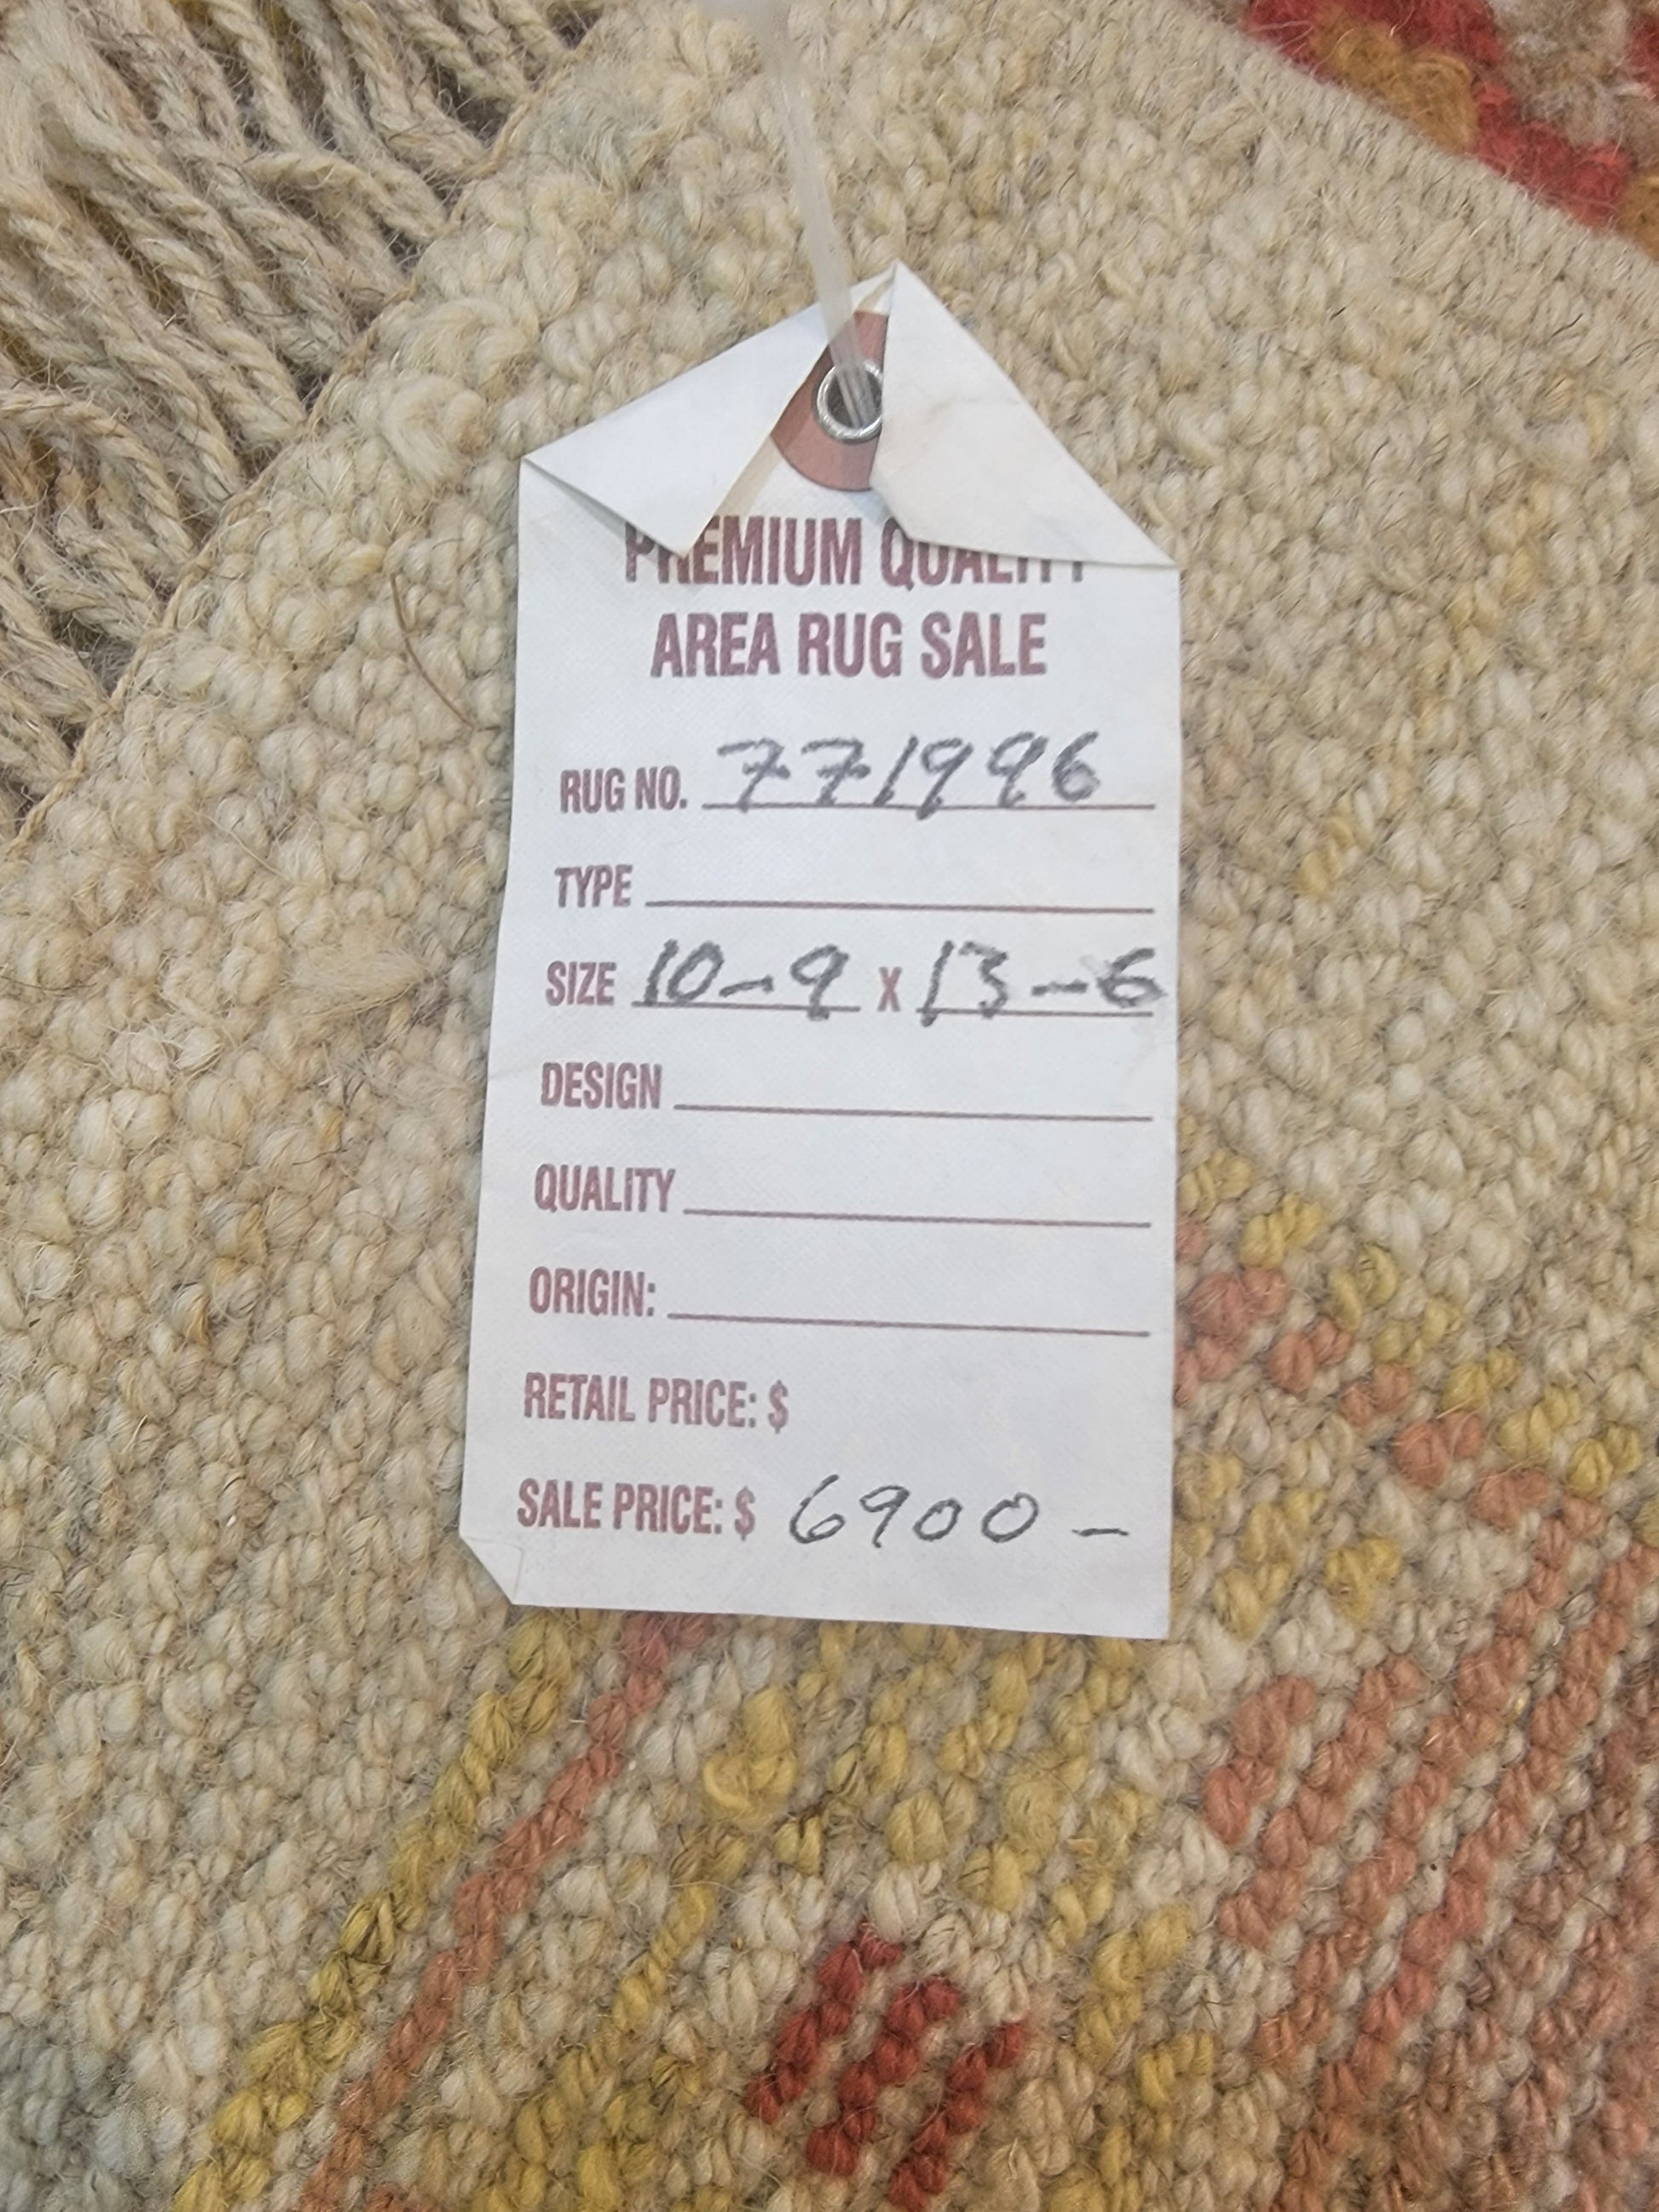 PREMIUM QUALITY
AREA RUG SALE
RUG NO. 771996
TYPE
SIZE 10-9 X 13-6
DESIGN
QUALITY
ORIGIN:
RETAIL PRICE: $
SALE PRICE: $ 6900 -